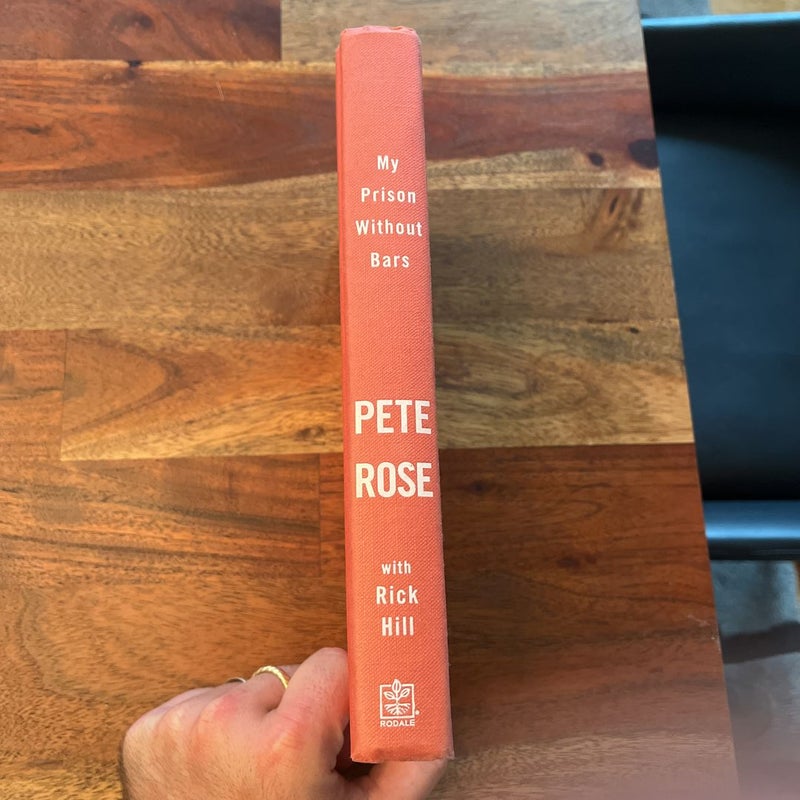 My
Prison
Without
Bars
PETE
ROSE
with
Rick
Hill
RODALE